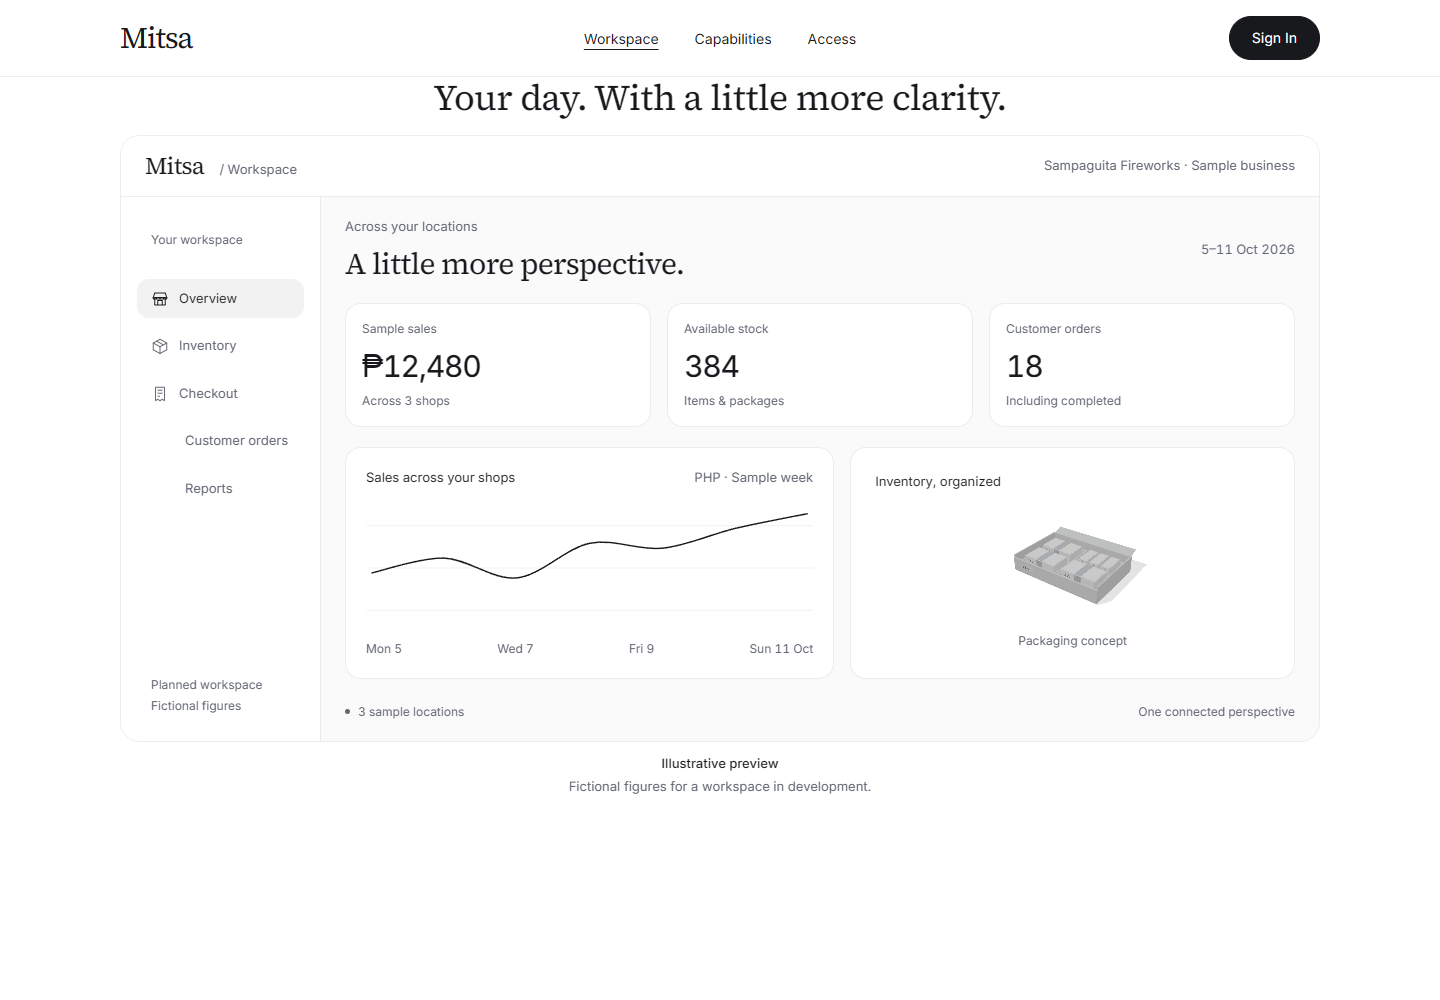 Mitsa
Workspace
Capabilities
Access
Sign In
Your day. With a little more clarity.
Mitsa / Workspace
Sampaguita Fireworks · Sample business
Your workspace
Overview
Inventory
Checkout
Customer orders
Reports
Planned workspace
Fictional figures
Across your locations
A little more perspective.
5–11 Oct 2026
Sample sales
₱12,480
Across 3 shops
Available stock
384
Items & packages
Customer orders
18
Including completed
Sales across your shops
PHP · Sample week
Mon 5
Wed 7
Fri 9
Sun 11 Oct
Inventory, organized
Packaging concept
3 sample locations
One connected perspective
Illustrative preview
Fictional figures for a workspace in development.